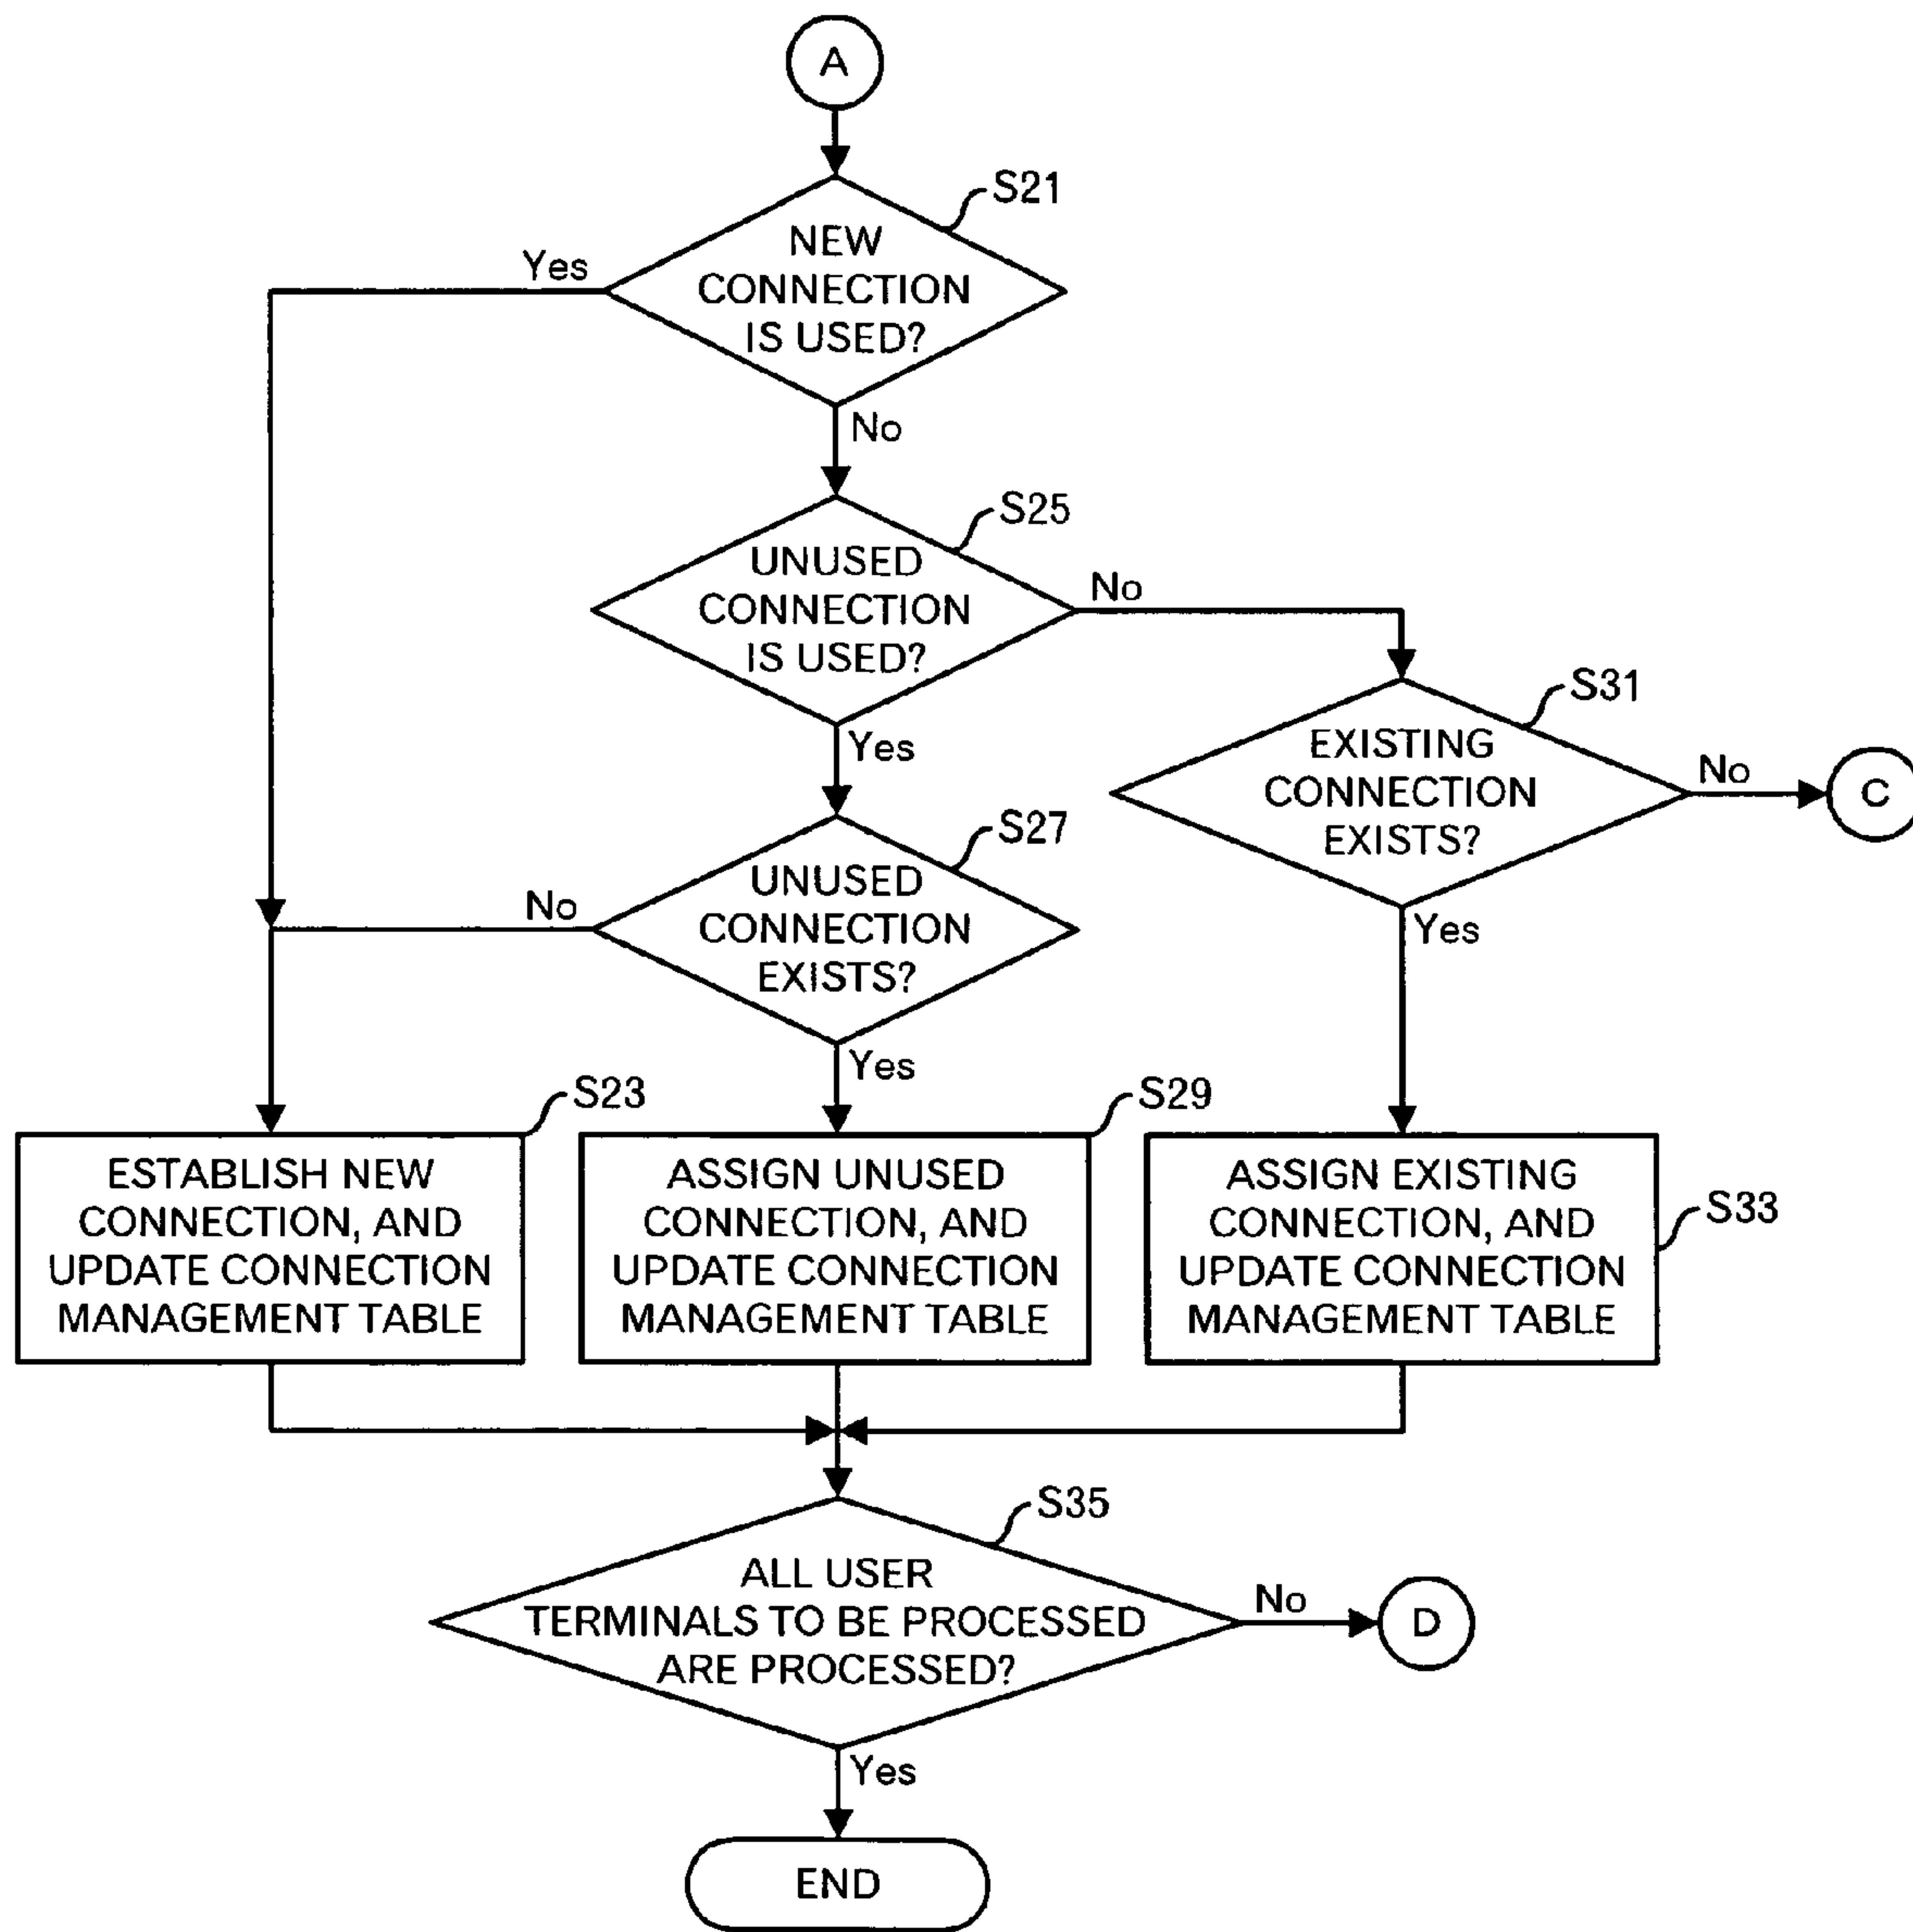 A
S21
NEW
CONNECTION
IS USED?
Yes
No
S25
UNUSED
CONNECTION
IS USED?
No
Yes
S31
EXISTING
CONNECTION
EXISTS?
No
C
Yes
S27
UNUSED
CONNECTION
EXISTS?
No
Yes
S23
ESTABLISH NEW
CONNECTION, AND
UPDATE CONNECTION
MANAGEMENT TABLE
S29
ASSIGN UNUSED
CONNECTION, AND
UPDATE CONNECTION
MANAGEMENT TABLE
S33
ASSIGN EXISTING
CONNECTION, AND
UPDATE CONNECTION
MANAGEMENT TABLE
S35
ALL USER
TERMINALS TO BE PROCESSED
ARE PROCESSED?
No
D
Yes
END